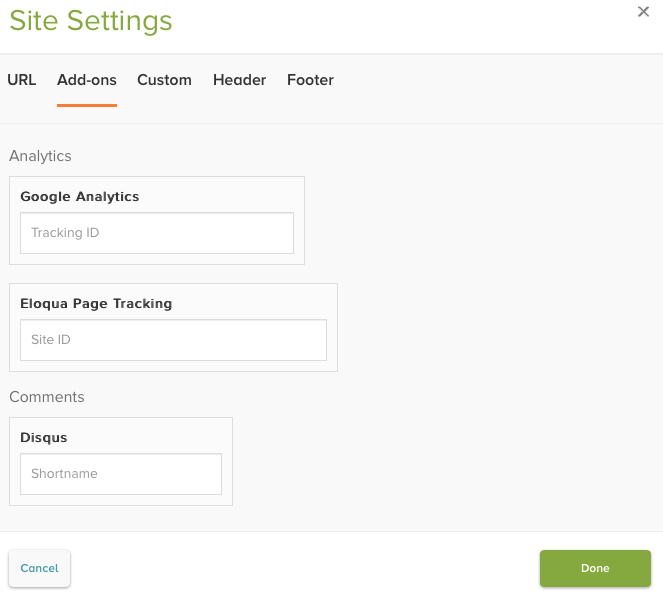 Site Settings
URL Add-ons Custom Header Footer
Analytics
Google Analytics
Tracking ID
Eloqua Page Tracking
Site ID
Comments
Disqus
Shortname
Cancel Done